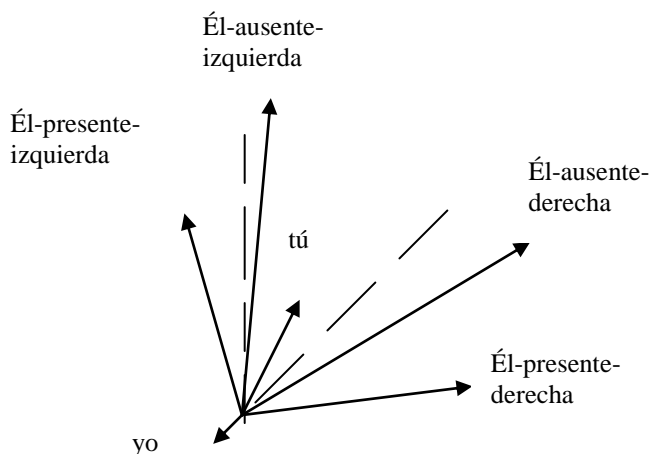 Él-ausente-
izquierda
Él-presente-
izquierda
Él-ausente-
derecha
tú
Él-presente-
derecha
yo